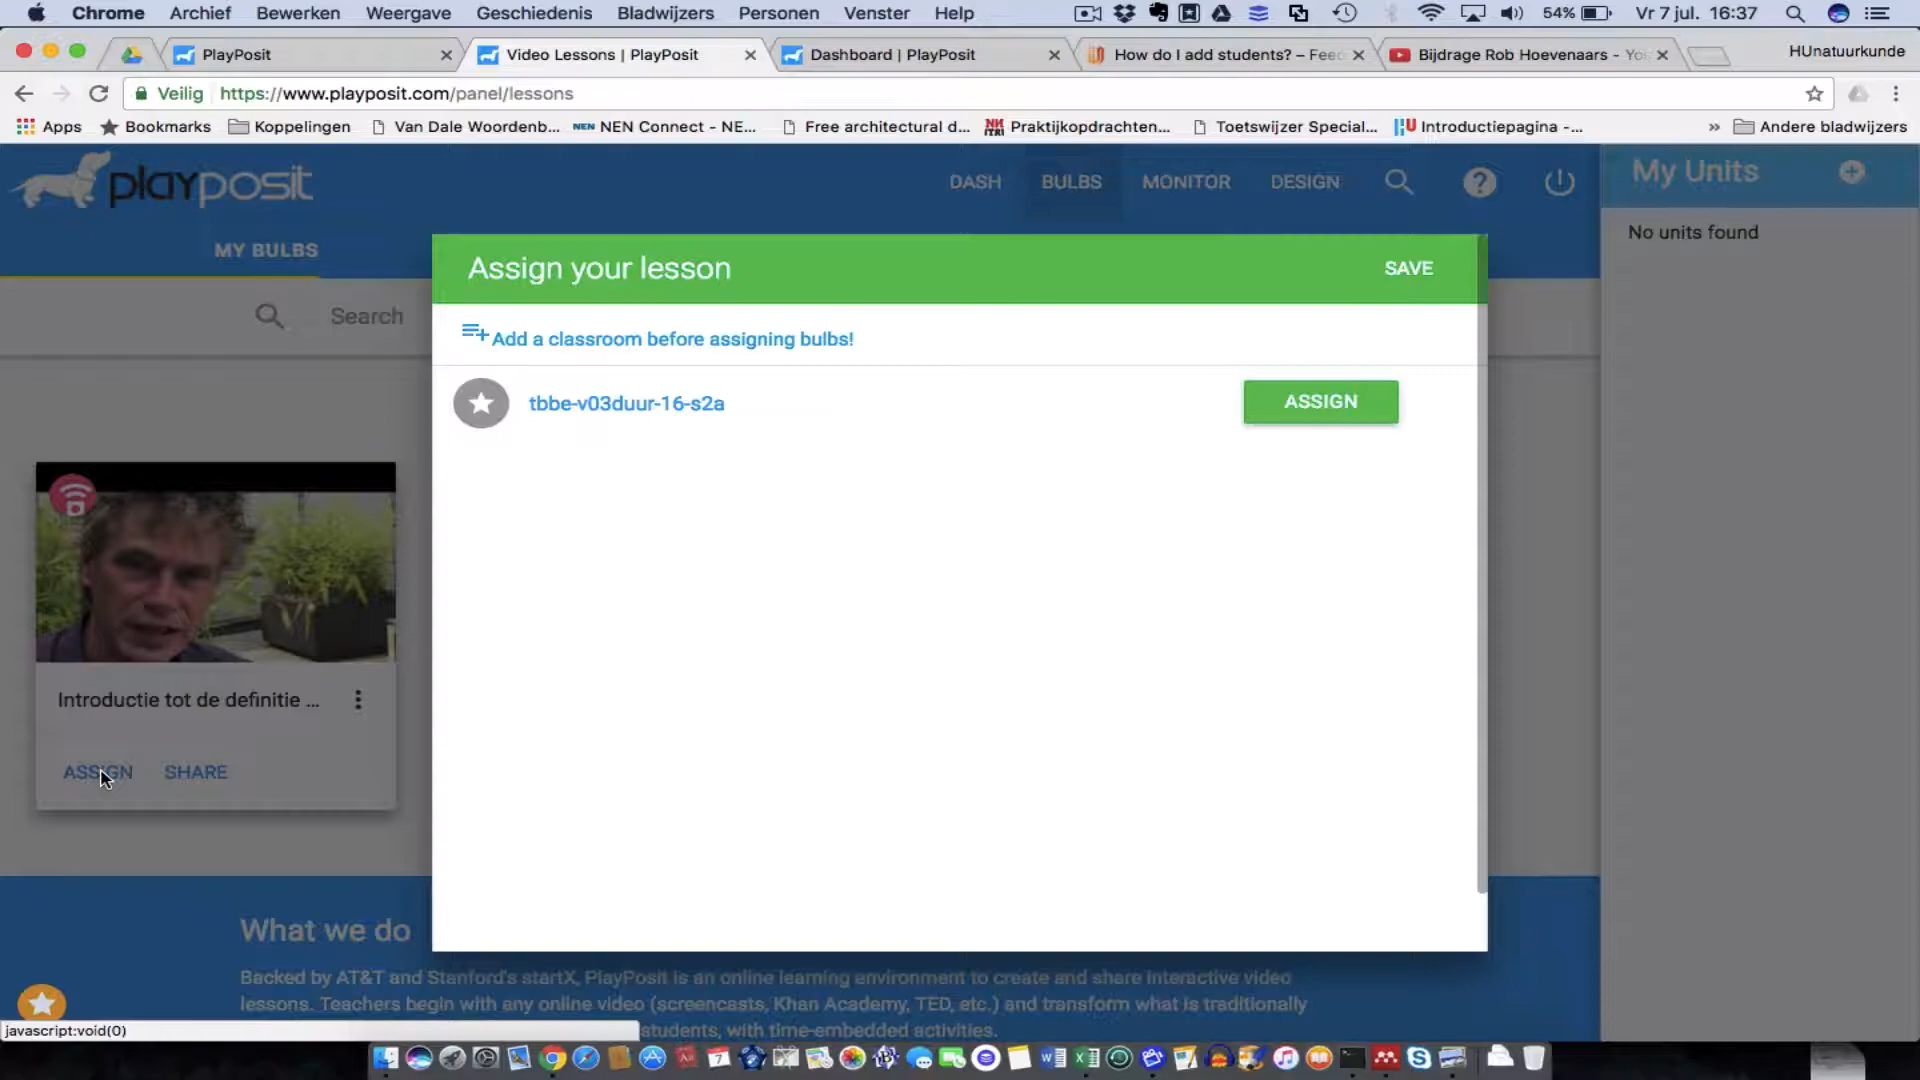 Chrome Archief Bewerken Weergave Geschiedenis Bladwijzers Personen Venster Help 54% Vr 7 jul. 16:37
PlayPosit Video Lessons | PlayPosit Dashboard | PlayPosit How do I add students? – Feed Bijdrage Rob Hoevenaars - You HUnatuurkunde
Veilig https://www.playposit.com/panel/lessons
Apps Bookmarks Koppelingen Van Dale Woordenb... NEN NEN Connect - NE... Free architectural d... Praktijkopdrachten... Toetswijzer Special... Introductiepagina -... » Andere bladwijzers
playposit DASH BULBS MONITOR DESIGN My Units
MY BULBS No units found
Assign your lesson SAVE
Search
Add a classroom before assigning bulbs!
tbbe-v03duur-16-s2a ASSIGN
Introductie tot de definitie ...
ASSIGN SHARE
What we do
Backed by AT&T and Stanford's startX, PlayPosit is an online learning environment to create and share interactive video
lessons. Teachers begin with any online video (screencasts, Khan Academy, TED, etc.) and transform what is traditionally
students, with time-embedded activities.
javascript:void(0)